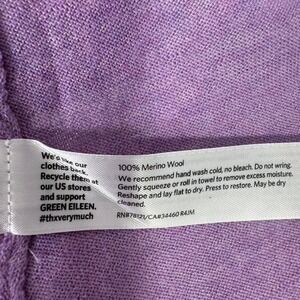 We'd like our
clothes back.
Recycle them at
our US stores
and support
GREEN EILEEN.
#thxverymuch
100% Merino Wool
We recommend hand wash cold, no bleach. Do not wring.
Gently squeeze or roll in towel to remove excess moisture.
Reshape and lay flat to dry. Press to restore. May be dry
cleaned.
RN#78121/CA#34460 R4JM